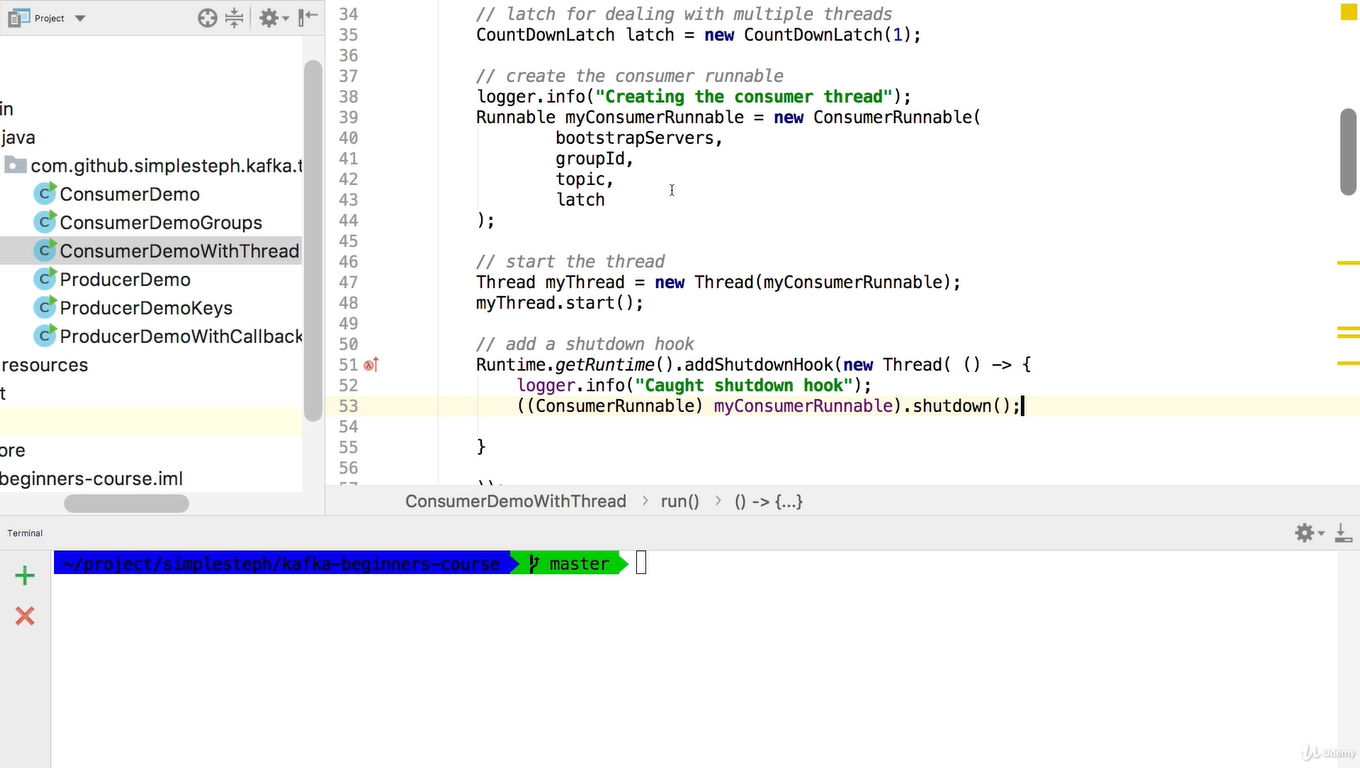 Project
in
java
com.github.simplesteph.kafka.t
ConsumerDemo
ConsumerDemoGroups
ConsumerDemoWithThread
ProducerDemo
ProducerDemoKeys
ProducerDemoWithCallback
resources
t
ore
beginners-course.iml
34 // latch for dealing with multiple threads
35 CountDownLatch latch = new CountDownLatch(1);
36
37 // create the consumer runnable
38 logger.info("Creating the consumer thread");
39 Runnable myConsumerRunnable = new ConsumerRunnable(
40 bootstrapServers,
41 groupId,
42 topic,
43 latch
44 );
45
46 // start the thread
47 Thread myThread = new Thread(myConsumerRunnable);
48 myThread.start();
49
50 // add a shutdown hook
51 Runtime.getRuntime().addShutdownHook(new Thread( () -> {
52 logger.info("Caught shutdown hook");
53 ((ConsumerRunnable) myConsumerRunnable).shutdown();
54
55 }
56
ConsumerDemoWithThread › run() › () -> {...}
Terminal
~/project/simplesteph/kafka-beginners-course master
Udemy